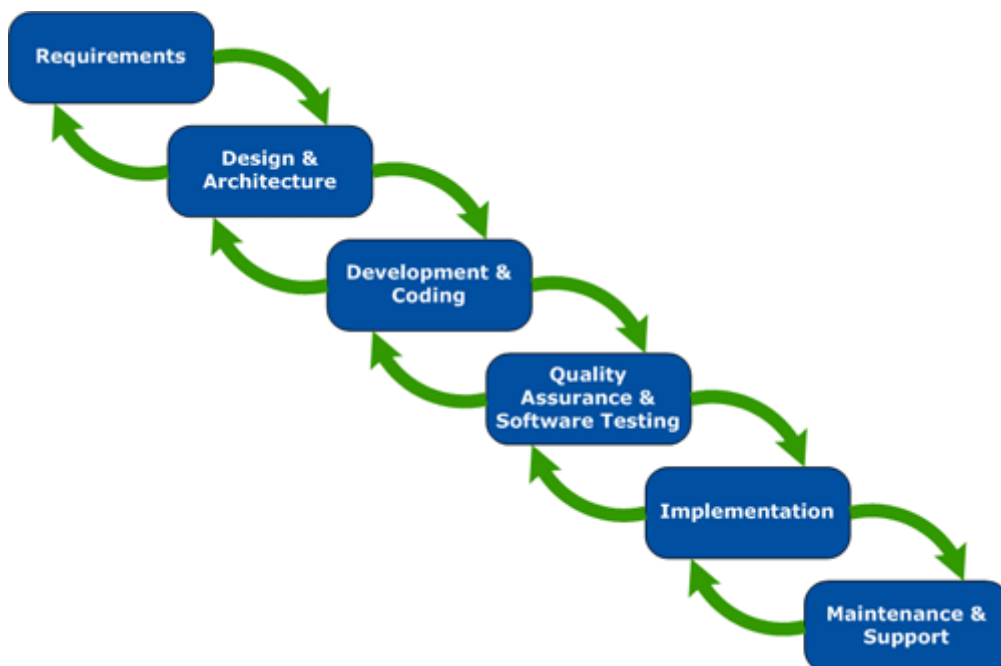 Requirements
Design &
Architecture
Development &
Coding
Quality
Assurance &
Software Testing
Implementation
Maintenance &
Support